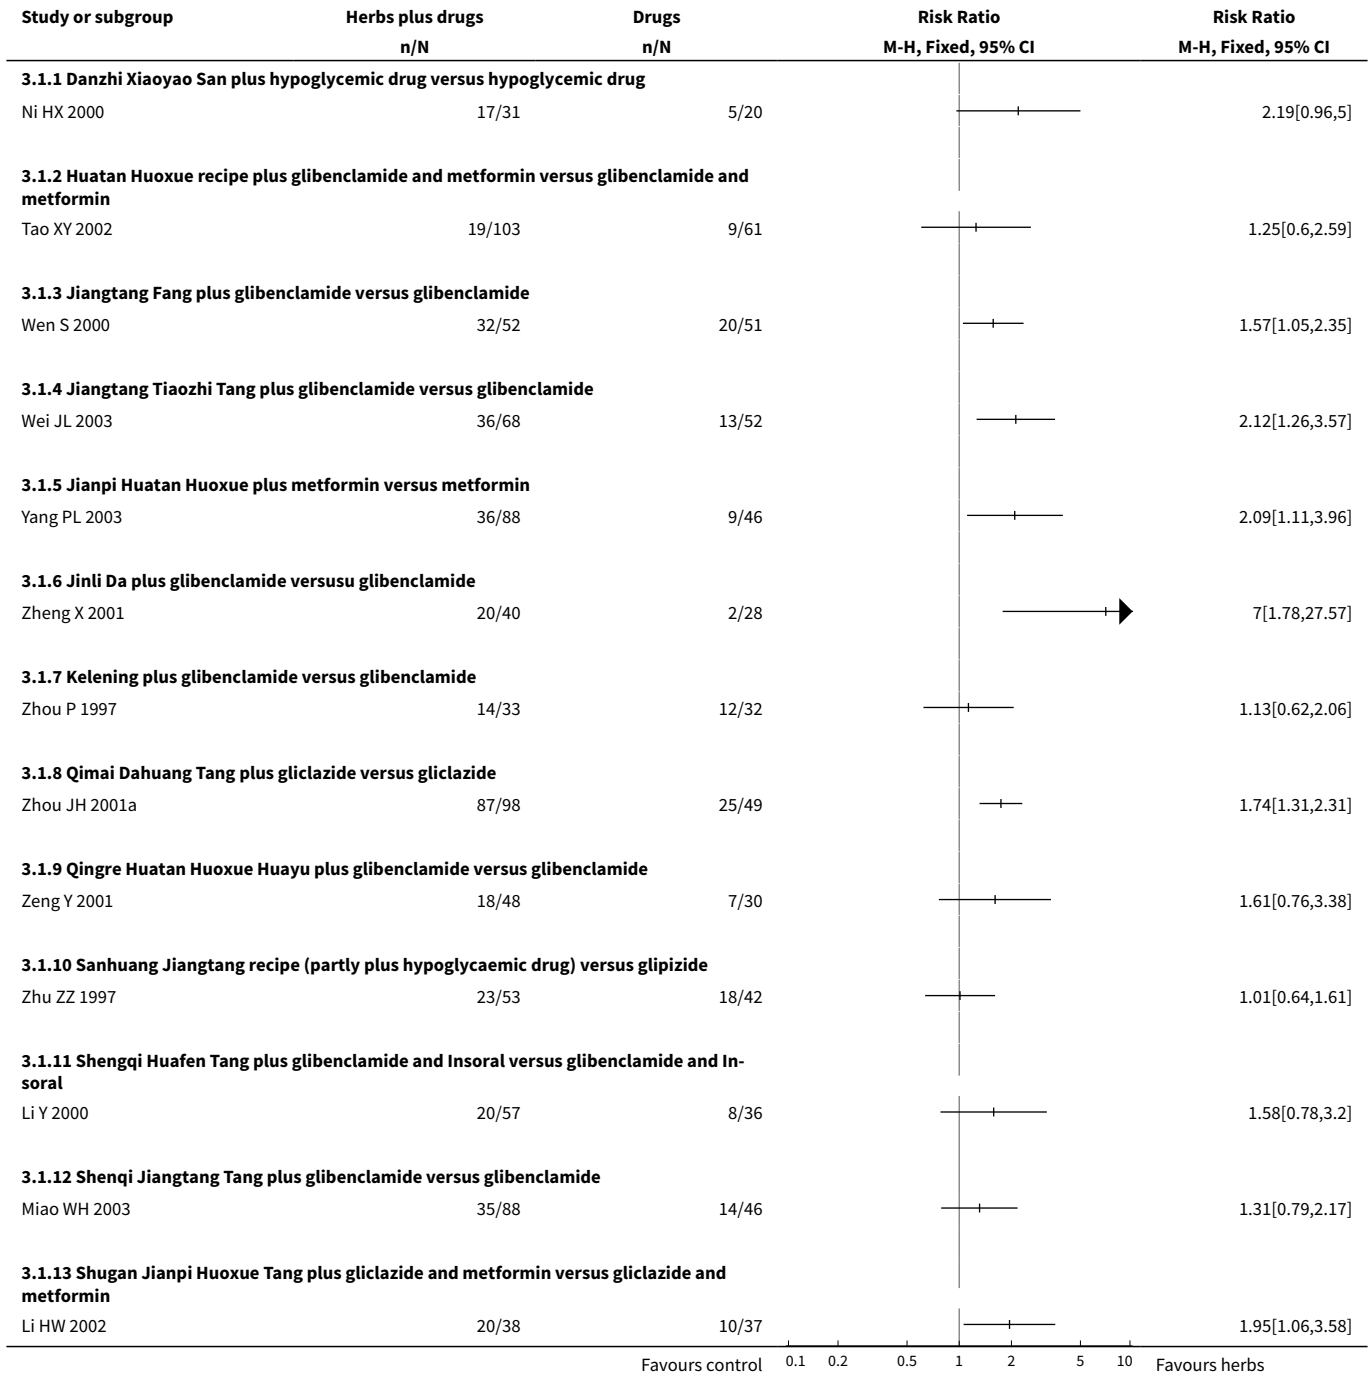 Study or subgroup Herbs plus drugs Drugs Risk Ratio Risk Ratio
n/N n/N M-H, Fixed, 95% CI M-H, Fixed, 95% CI
3.1.1 Danzhi Xiaoyao San plus hypoglycemic drug versus hypoglycemic drug
Ni HX 2000 17/31 5/20 2.19[0.96,5]
3.1.2 Huatan Huoxue recipe plus glibenclamide and metformin versus glibenclamide and
metformin
Tao XY 2002 19/103 9/61 1.25[0.6,2.59]
3.1.3 Jiangtang Fang plus glibenclamide versus glibenclamide
Wen S 2000 32/52 20/51 1.57[1.05,2.35]
3.1.4 Jiangtang Tiaozhi Tang plus glibenclamide versus glibenclamide
Wei JL 2003 36/68 13/52 2.12[1.26,3.57]
3.1.5 Jianpi Huatan Huoxue plus metformin versus metformin
Yang PL 2003 36/88 9/46 2.09[1.11,3.96]
3.1.6 Jinli Da plus glibenclamide versusu glibenclamide
Zheng X 2001 20/40 2/28 7[1.78,27.57]
3.1.7 Kelening plus glibenclamide versus glibenclamide
Zhou P 1997 14/33 12/32 1.13[0.62,2.06]
3.1.8 Qimai Dahuang Tang plus gliclazide versus gliclazide
Zhou JH 2001a 87/98 25/49 1.74[1.31,2.31]
3.1.9 Qingre Huatan Huoxue Huayu plus glibenclamide versus glibenclamide
Zeng Y 2001 18/48 7/30 1.61[0.76,3.38]
3.1.10 Sanhuang Jiangtang recipe (partly plus hypoglycaemic drug) versus glipizide
Zhu ZZ 1997 23/53 18/42 1.01[0.64,1.61]
3.1.11 Shengqi Huafen Tang plus glibenclamide and Insoral versus glibenclamide and In-
soral
Li Y 2000 20/57 8/36 1.58[0.78,3.2]
3.1.12 Shenqi Jiangtang Tang plus glibenclamide versus glibenclamide
Miao WH 2003 35/88 14/46 1.31[0.79,2.17]
3.1.13 Shugan Jianpi Huoxue Tang plus gliclazide and metformin versus gliclazide and
metformin
Li HW 2002 20/38 10/37 1.95[1.06,3.58]
Favours control 0.1 0.2 0.5 1 2 5 10 Favours herbs